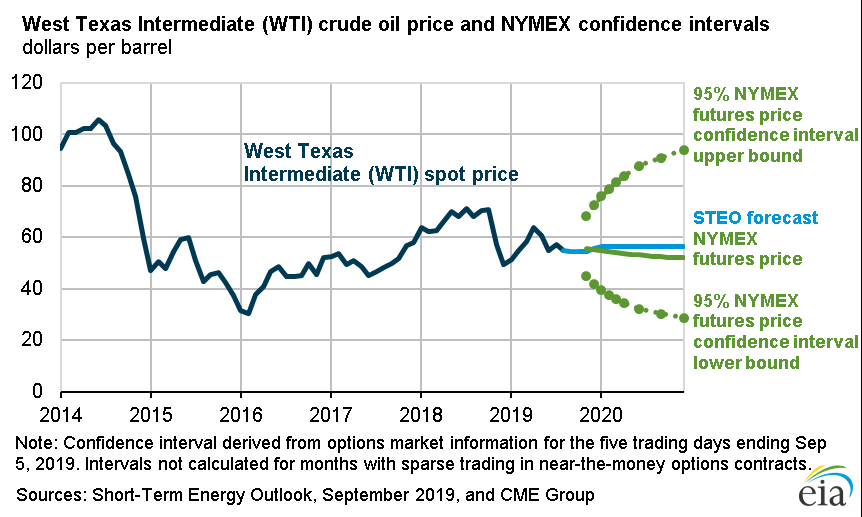 West Texas Intermediate (WTI) crude oil price and NYMEX confidence intervals
dollars per barrel
120
100
80
60
40
20
0
2014 2015 2016 2017 2018 2019 2020
West Texas
Intermediate (WTI) spot price
95% NYMEX
futures price
confidence interval
upper bound
STEO forecast
NYMEX
futures price
95% NYMEX
futures price
confidence interval
lower bound
Note: Confidence interval derived from options market information for the five trading days ending Sep
5, 2019. Intervals not calculated for months with sparse trading in near-the-money options contracts.
Sources: Short-Term Energy Outlook, September 2019, and CME Group
eia